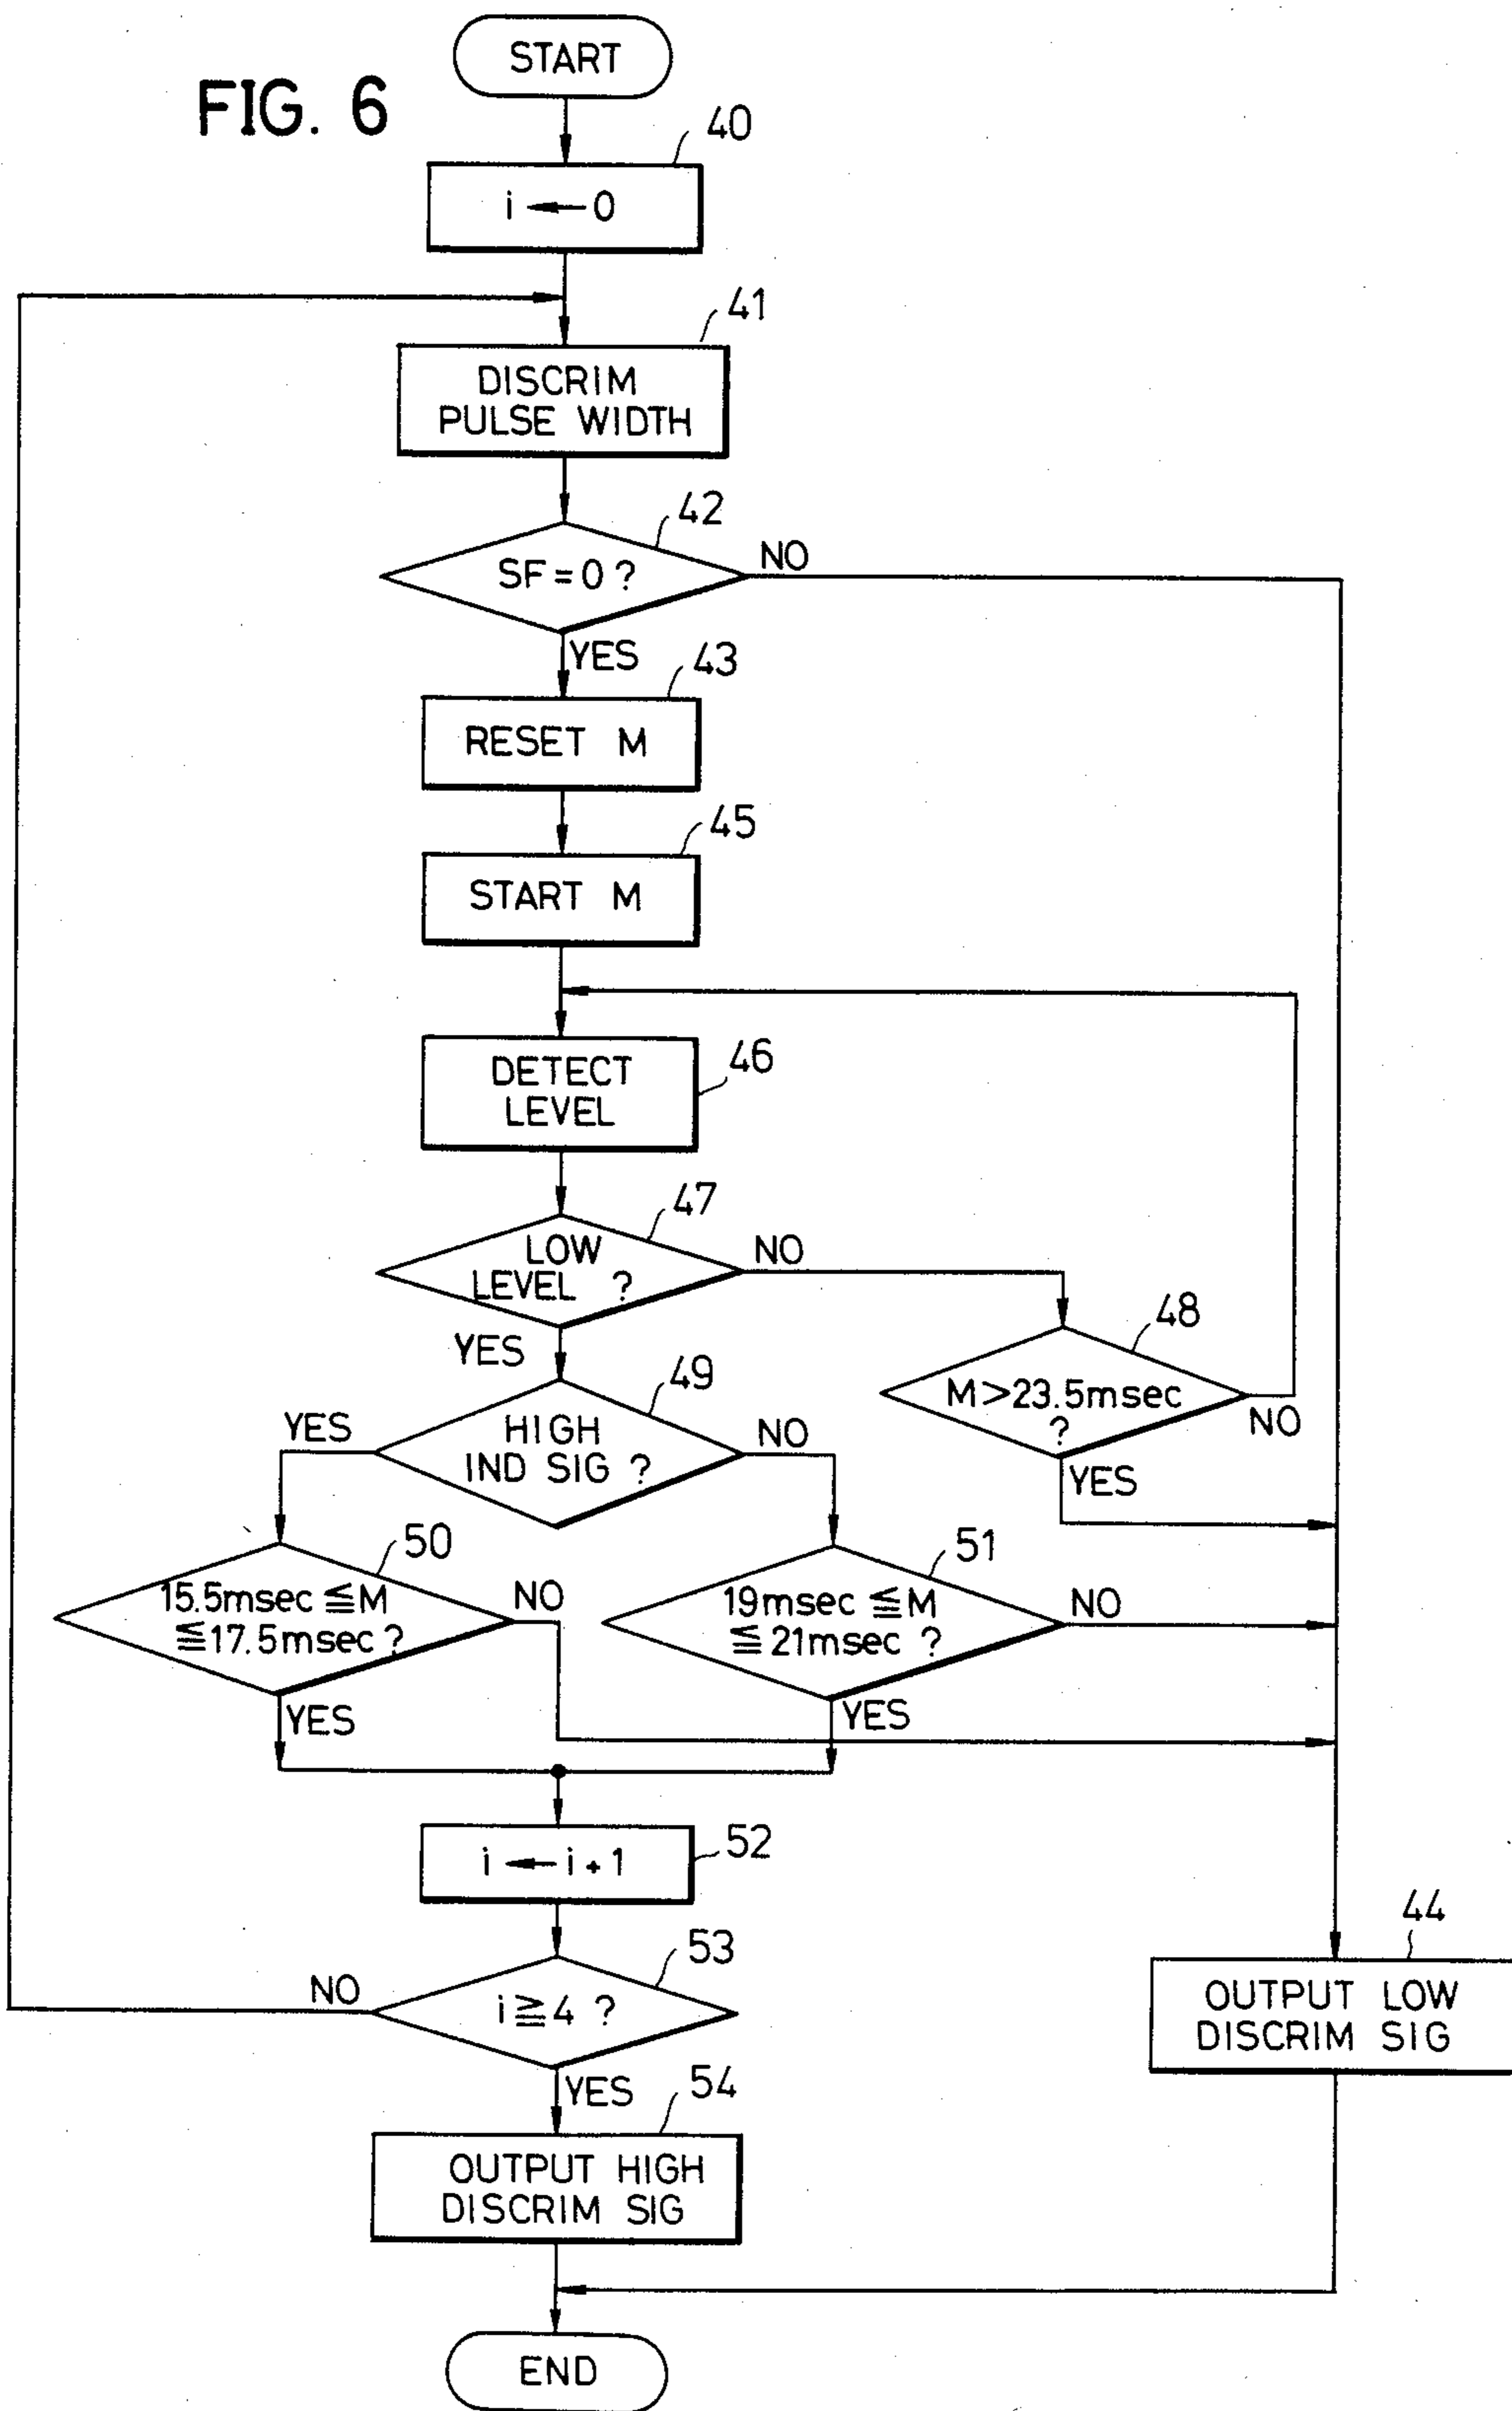 FIG. 6
START
40
i ← 0
41
DISCRIM
PULSE WIDTH
42
SF=0?
NO
YES
43
RESET M
45
START M
46
DETECT
LEVEL
47
LOW
LEVEL ?
NO
YES
48
M>23.5msec
?
NO
YES
49
HIGH
IND SIG ?
YES
NO
50
15.5msec ≦M
≦17.5msec?
NO
YES
51
19msec ≦M
≦21msec ?
NO
YES
52
i ← i+1
53
i≧4 ?
NO
YES
44
OUTPUT LOW
DISCRIM SIG
54
OUTPUT HIGH
DISCRIM SIG
END